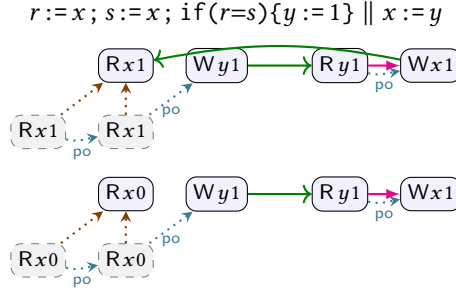 r := x ; s := x ; if(r=s){y := 1} ∥ x := y
Rx1 Wy1 Ry1 Wx1
Rx1 Rx1
po po po
Rx0 Wy1 Ry1 Wx1
Rx0 Rx0
po po po